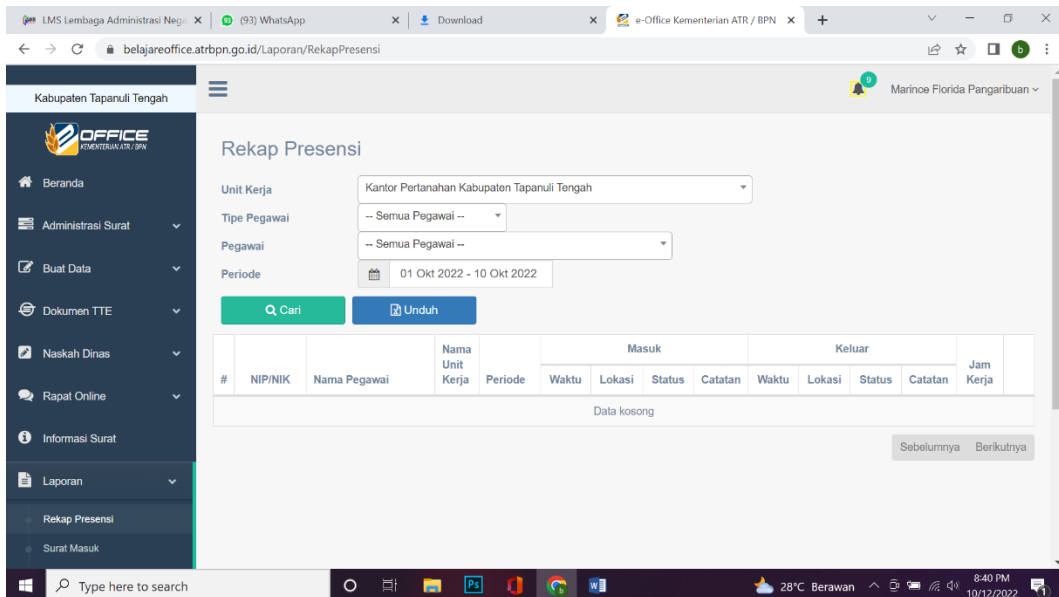 LMS Lembaga Administrasi Nega
(93) WhatsApp
Download
e-Office Kementerian ATR / BPN
belajareoffice.atrbpn.go.id/Laporan/RekapPresensi
b
Kabupaten Tapanuli Tengah
9
Marince Florida Pangaribuan
OFFICE
KEMENTERIAN ATR / BPN
Beranda
Administrasi Surat
Buat Data
Dokumen TTE
Naskah Dinas
Rapat Online
Informasi Surat
Laporan
Rekap Presensi
Surat Masuk
Rekap Presensi
Unit Kerja
Kantor Pertanahan Kabupaten Tapanuli Tengah
Tipe Pegawai
-- Semua Pegawai --
Pegawai
-- Semua Pegawai --
Periode
01 Okt 2022 - 10 Okt 2022
Cari
Unduh
# NIP/NIK Nama Pegawai Nama Unit Kerja Periode Masuk Keluar Jam Kerja
Waktu Lokasi Status Catatan Waktu Lokasi Status Catatan
Data kosong
Sebelumnya Berikutnya
Type here to search
Ps
28°C Berawan
8:40 PM
10/12/2022
1